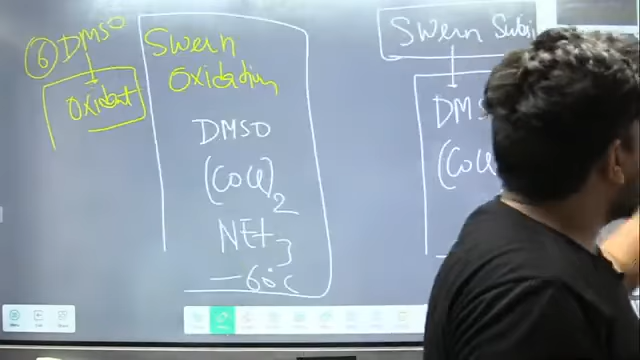 ⑥ DMSO
Oxidant
Swern
Oxidation
DMSO
(COCl)2
NEt3
-60°C
Swern
DMS
(COCl